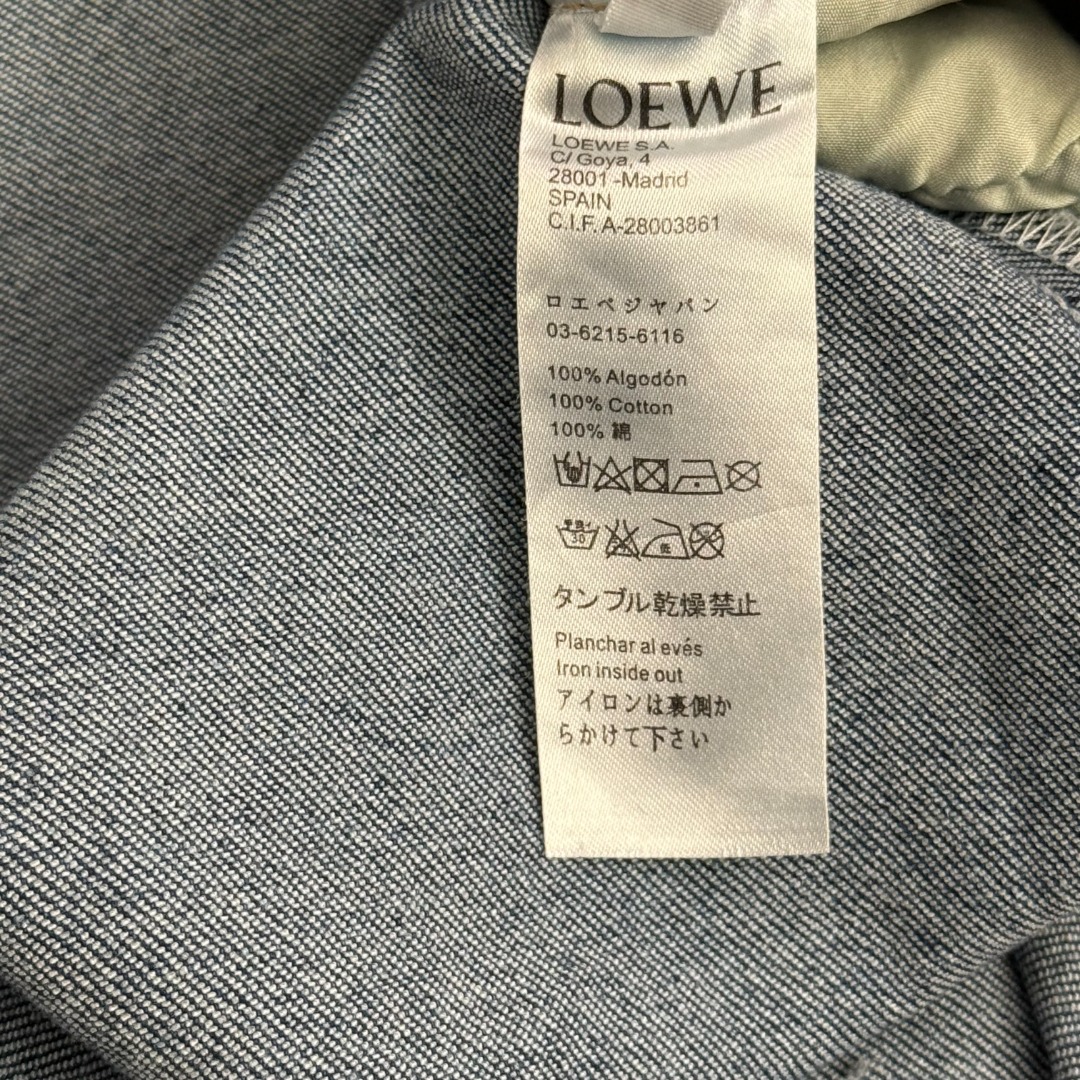 LOEWE
LOEWE S.A.
C/ Goya, 4
28001 -Madrid
SPAIN
C.I.F. A-28003861
ロエベジャパン
03-6215-6116
100% Algodón
100% Cotton
100% 綿
30
低
タンブル乾燥禁止
Planchar al evés
Iron inside out
アイロンは裏側か
らかけて下さい